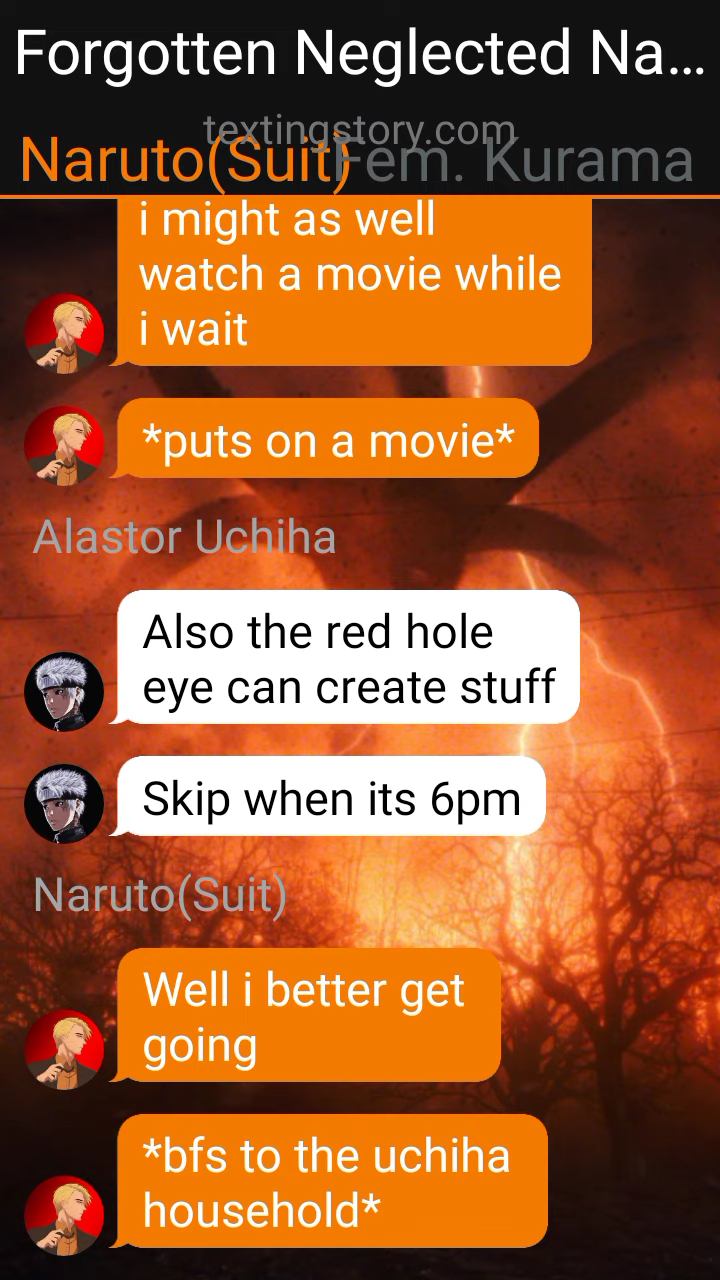 Forgotten Neglected Na...
textingstory.com
Naruto(Suit)
Fem. Kurama
i might as well
watch a movie while
i wait
*puts on a movie*
Alastor Uchiha
Also the red hole
eye can create stuff
Skip when its 6pm
Naruto(Suit)
Well i better get
going
*bfs to the uchiha
household*